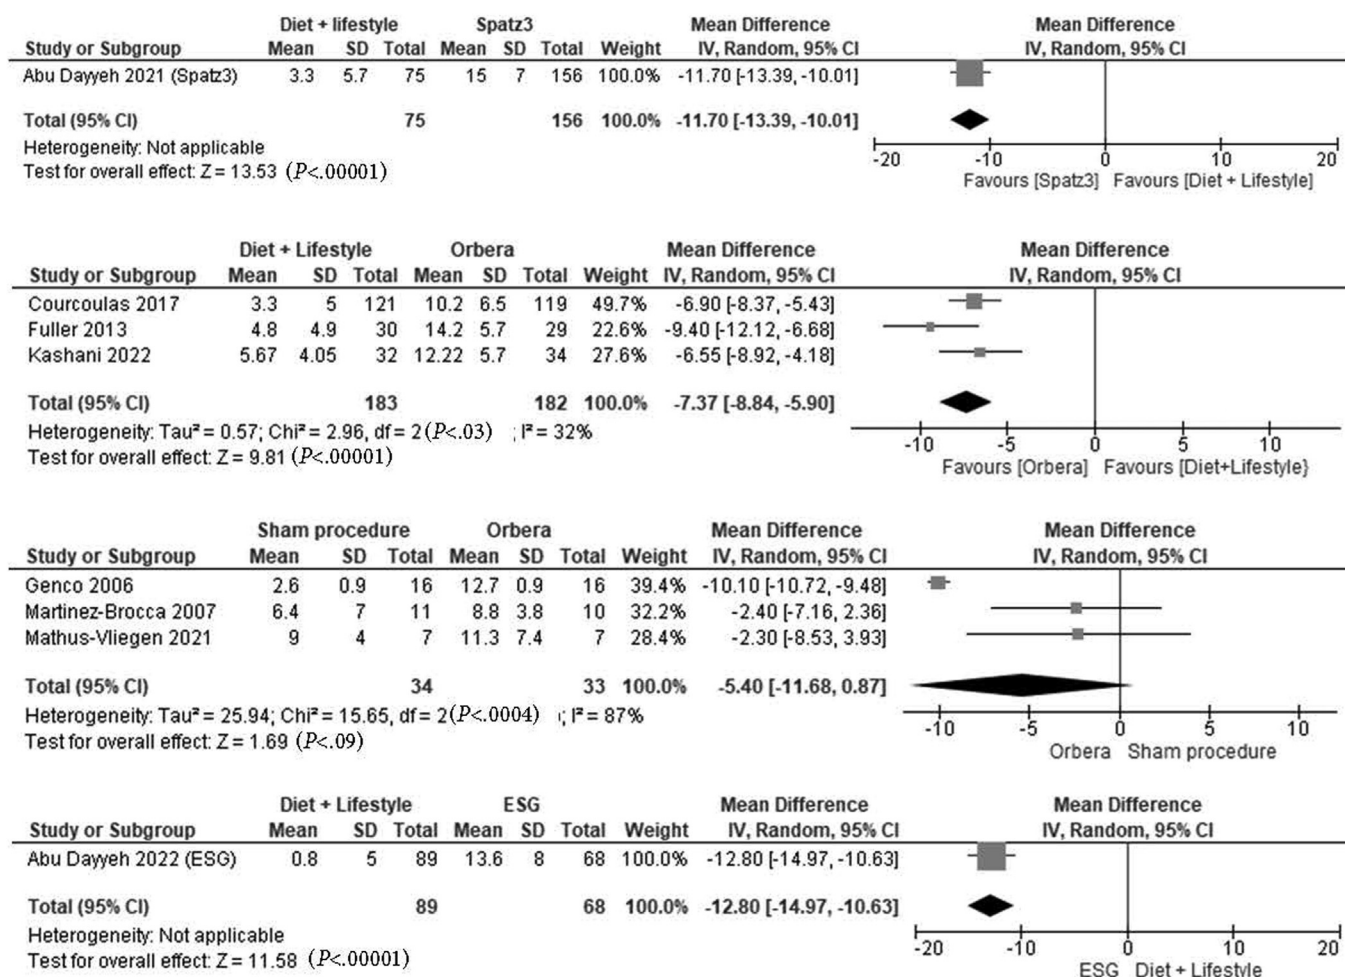 Diet + lifestyle Spatz3 Mean Difference Mean Difference
Study or Subgroup Mean SD Total Mean SD Total Weight IV, Random, 95% CI IV, Random, 95% CI
Abu Dayyeh 2021 (Spatz3) 3.3 5.7 75 15 7 156 100.0% -11.70 [-13.39, -10.01]
Total (95% CI) 75 156 100.0% -11.70 [-13.39, -10.01]
Heterogeneity: Not applicable
Test for overall effect: Z = 13.53 (P<.00001)
-20 -10 0 10 20
Favours [Spatz3] Favours [Diet + Lifestyle]
Diet + Lifestyle Orbera Mean Difference Mean Difference
Study or Subgroup Mean SD Total Mean SD Total Weight IV, Random, 95% CI IV, Random, 95% CI
Courcoulas 2017 3.3 5 121 10.2 6.5 119 49.7% -6.90 [-8.37, -5.43]
Fuller 2013 4.8 4.9 30 14.2 5.7 29 22.6% -9.40 [-12.12, -6.68]
Kashani 2022 5.67 4.05 32 12.22 5.7 34 27.6% -6.55 [-8.92, -4.18]
Total (95% CI) 183 182 100.0% -7.37 [-8.84, -5.90]
Heterogeneity: Tau² = 0.57; Chi² = 2.96, df = 2 (P<.03) ; I² = 32%
Test for overall effect: Z = 9.81 (P<.00001)
-10 -5 0 5 10
Favours [Orbera] Favours [Diet+Lifestyle}
Sham procedure Orbera Mean Difference Mean Difference
Study or Subgroup Mean SD Total Mean SD Total Weight IV, Random, 95% CI IV, Random, 95% CI
Genco 2006 2.6 0.9 16 12.7 0.9 16 39.4% -10.10 [-10.72, -9.48]
Martinez-Brocca 2007 6.4 7 11 8.8 3.8 10 32.2% -2.40 [-7.16, 2.36]
Mathus-Vliegen 2021 9 4 7 11.3 7.4 7 28.4% -2.30 [-8.53, 3.93]
Total (95% CI) 34 33 100.0% -5.40 [-11.68, 0.87]
Heterogeneity: Tau² = 25.94; Chi² = 15.65, df = 2 (P<.0004) ; I² = 87%
Test for overall effect: Z = 1.69 (P<.09)
-10 -5 0 5 10
Orbera Sham procedure
Diet + Lifestyle ESG Mean Difference Mean Difference
Study or Subgroup Mean SD Total Mean SD Total Weight IV, Random, 95% CI IV, Random, 95% CI
Abu Dayyeh 2022 (ESG) 0.8 5 89 13.6 8 68 100.0% -12.80 [-14.97, -10.63]
Total (95% CI) 89 68 100.0% -12.80 [-14.97, -10.63]
Heterogeneity: Not applicable
Test for overall effect: Z = 11.58 (P<.00001)
-20 -10 0 10 20
ESG Diet + Lifestyle